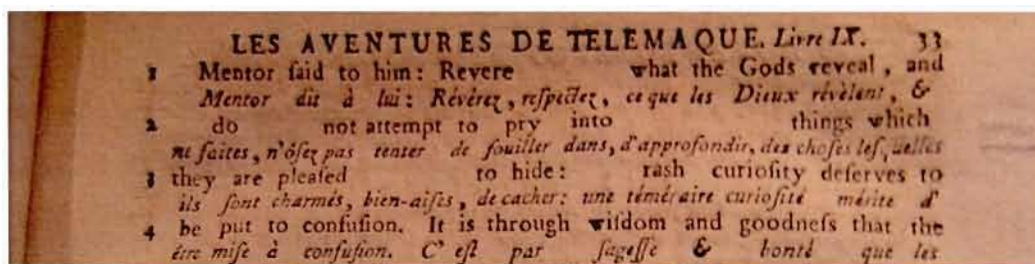 LES AVENTURES DE TELEMAQUE. Livre IX. 33
1 Mentor ſaid to him: Revere what the Gods reveal, and
Mentor dit à lui: Révérez, reſpectez, ce que les Dieux révèlent, &
2 do not attempt to pry into things which
ne faites, n'óſez pas tenter de fouiller dans, d'approfondir, des choſes leſquelles
3 they are pleaſed to hide: raſh curioſity deſerves to
ils ſont charmés, bien-aiſes, de cacher: une téméraire curioſité mérite d'
4 be put to confuſion. It is through wiſdom and goodneſs that the
être miſe à confuſion. C'eſt par ſageſſe & bonté que les